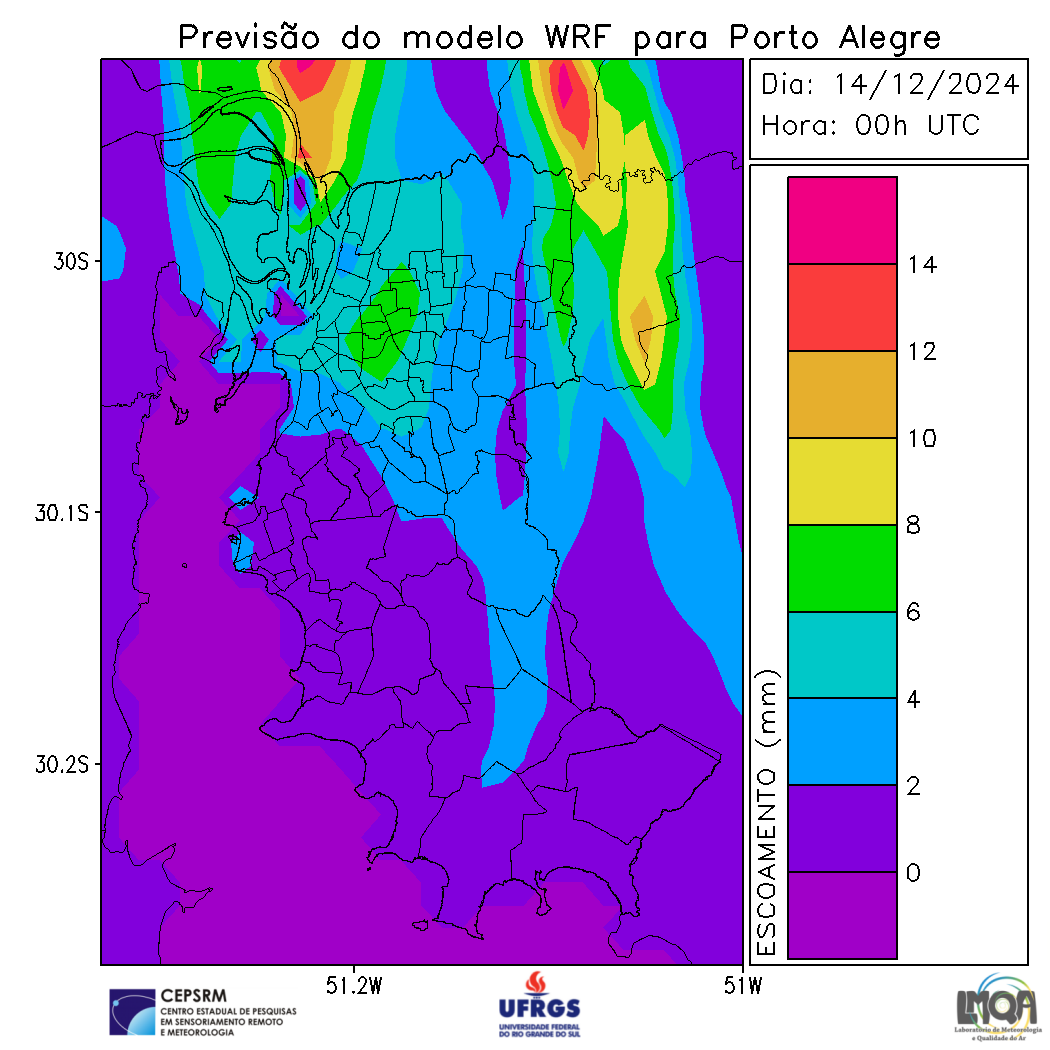 Previsão do modelo WRF para Porto Alegre
Dia: 14/12/2024
Hora: 00h UTC
30S
30.1S
30.2S
51.2W
51W
ESCOAMENTO (mm)
14
12
10
8
6
4
2
0
CEPSRM
CENTRO ESTADUAL DE PESQUISAS
EM SENSORIAMENTO REMOTO
E METEOROLOGIA
UFRGS
UNIVERSIDADE FEDERAL
DO RIO GRANDE DO SUL
LMQA
Laboratório de Meteorologia
e Qualidade do Ar